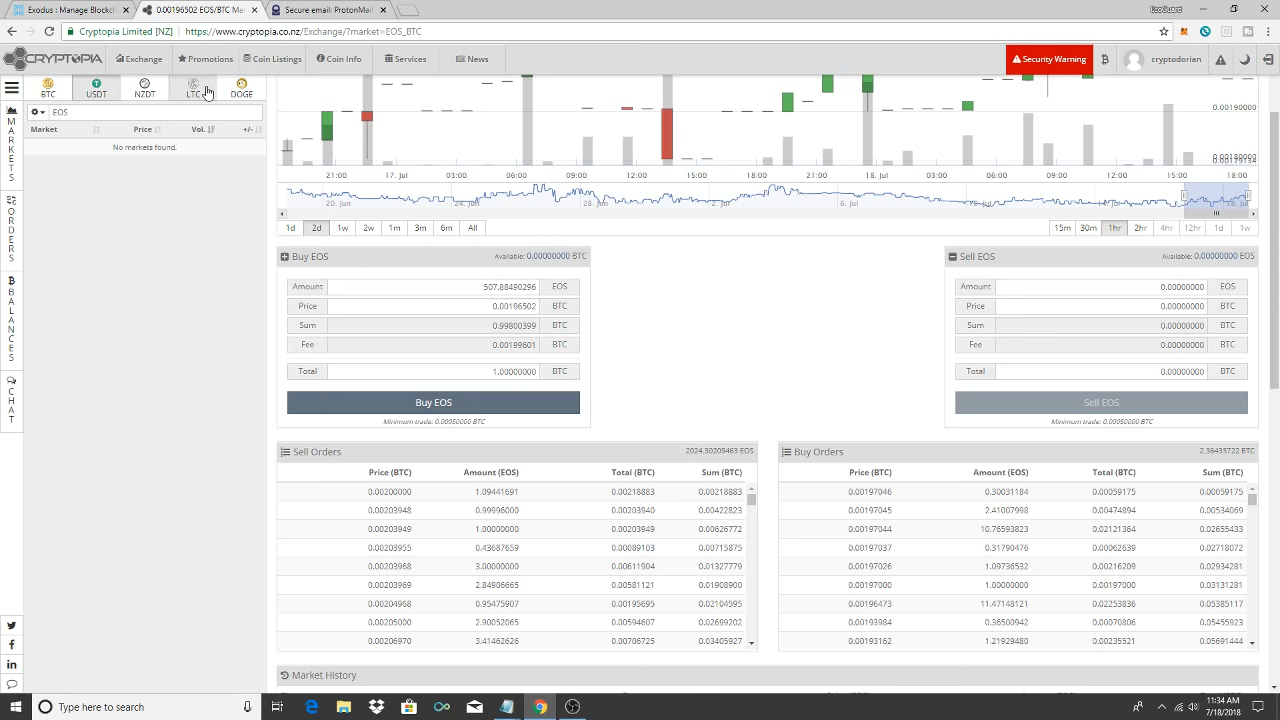 Exodus : Manage Blockch
0.00196502 EOS/BTC Mar
Secure email: ProtonMail
Cryptopia Limited [NZ]
https://www.cryptopia.co.nz/Exchange/?market=EOS_BTC
CRYPTOPIA
Exchange
Promotions
Coin Listings
Coin Info
Services
News
Security Warning
cryptodorian
BTC
USDT
NZDT
LTC
DOGE
EOS
Market Price Vol. +/-
No markets found.
MARKETS
ORDERS
BALANCES
CHAT
0.00190000
21:00 17. Jul 03:00 06:00 09:00 12:00 15:00 18:00 21:00 18. Jul 03:00 06:00 09:00 18:00
20. Jun 24. Jun 28. Jun 2. Jul 6. Jul
1d 2d 1w 2w 1m 3m 6m All
15m 30m 1hr 2hr 4hr 12hr 1d 1w
Buy EOS
Available: 0.00000000 BTC
Amount 507.88490296 EOS
Price 0.00196502 BTC
Sum 0.99800399 BTC
Fee 0.00199601 BTC
Total 1.00000000 BTC
Buy EOS
Minimum trade: 0.00050000 BTC
Sell EOS
Available: 0.00000000 EOS
Amount 0.00000000 EOS
Price 0.00000000 BTC
Sum 0.00000000 BTC
Fee 0.00000000 BTC
Total 0.00000000 BTC
Sell EOS
Minimum trade: 0.00050000 BTC
Sell Orders
2024.30209463 EOS
Price (BTC) Amount (EOS) Total (BTC) Sum (BTC)
0.00200000 1.09441691 0.00218883 0.00218883
0.00203948 0.99996000 0.00203940 0.00422823
0.00203949 1.00000000 0.00203949 0.00626772
0.00203955 0.43687659 0.00089103 0.00715875
0.00203968 3.00000000 0.00611904 0.01327779
0.00203969 2.84906665 0.00581121 0.01908900
0.00204968 0.95475907 0.00195695 0.02104595
0.00205000 2.90052065 0.00594607 0.02699202
0.00206970 3.41462626 0.00706725 0.03405927
Buy Orders
2.36433722 BTC
Price (BTC) Amount (EOS) Total (BTC) Sum (BTC)
0.00197046 0.30031184 0.00059175 0.00059175
0.00197045 2.41007998 0.00474894 0.00534069
0.00197044 10.76593823 0.02121364 0.02655433
0.00197037 0.31790476 0.00062639 0.02718072
0.00197026 1.09736532 0.00216209 0.02934281
0.00197000 1.00000000 0.00197000 0.03131281
0.00196473 11.47148121 0.02253836 0.05385117
0.00193984 0.36500942 0.00070806 0.05455923
0.00193162 1.21929480 0.00235521 0.05691444
Market History
Type here to search
11:34 AM
7/18/2018